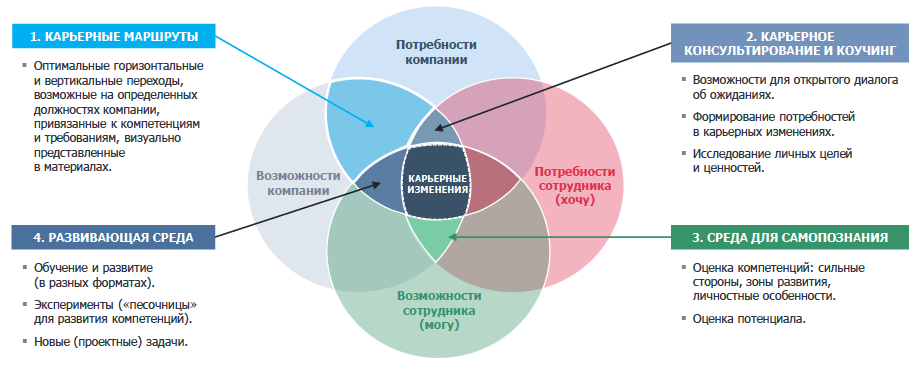 1. КАРЬЕРНЫЕ МАРШРУТЫ
▪ Оптимальные горизонтальные
и вертикальные переходы,
возможные на определенных
должностях компании,
привязанные к компетенциям
и требованиям, визуально
представленные
в материалах.
Потребности
компании
2. КАРЬЕРНОЕ
КОНСУЛЬТИРОВАНИЕ И КОУЧИНГ
▪ Возможности для открытого диалога
об ожиданиях.
▪ Формирование потребностей
в карьерных изменениях.
▪ Исследование личных целей
и ценностей.
Возможности
компании
КАРЬЕРНЫЕ
ИЗМЕНЕНИЯ
Потребности
сотрудника
(хочу)
4. РАЗВИВАЮЩАЯ СРЕДА
▪ Обучение и развитие
(в разных форматах).
▪ Эксперименты («песочницы»
для развития компетенций).
▪ Новые (проектные) задачи.
Возможности
сотрудника
(могу)
3. СРЕДА ДЛЯ САМОПОЗНАНИЯ
▪ Оценка компетенций: сильные
стороны, зоны развития,
личностные особенности.
▪ Оценка потенциала.